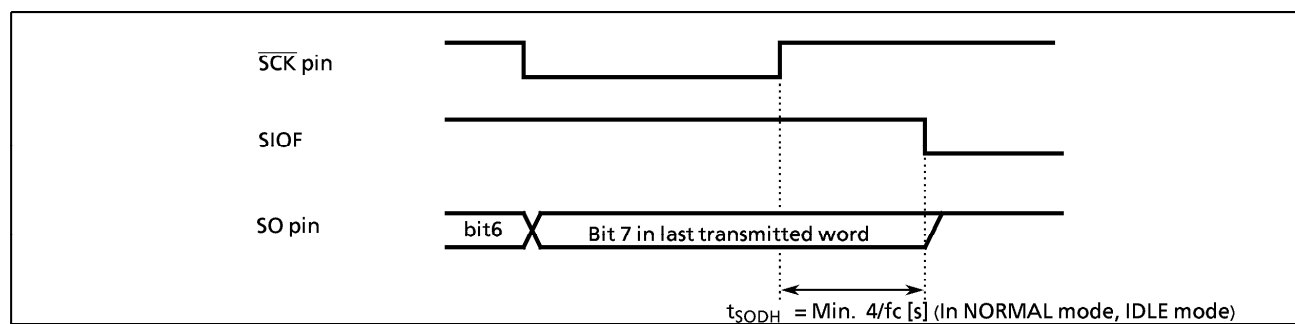 S̅C̅K̅ pin
SIOF
SO pin
bit6
Bit 7 in last transmitted word
tSODH = Min. 4/fc [s] (In NORMAL mode, IDLE mode)